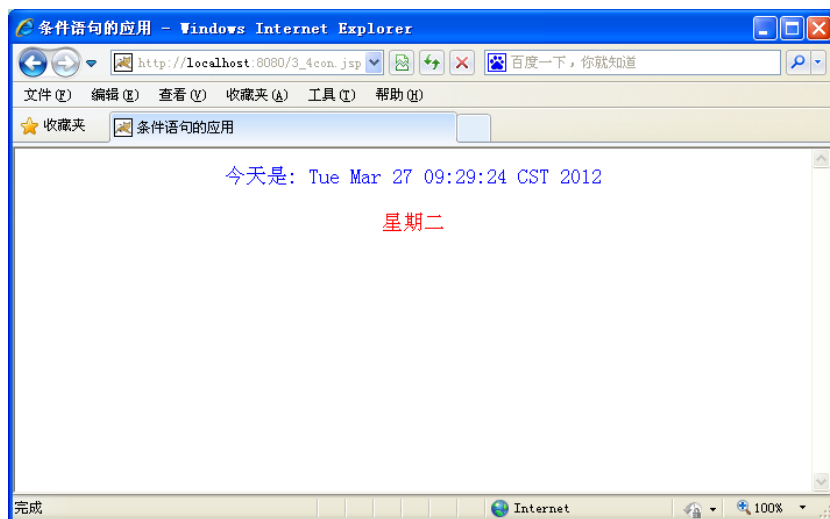 条件语句的应用 - Windows Internet Explorer
http://localhost:8080/3_4con.jsp 百度一下，你就知道
文件(F) 编辑(E) 查看(V) 收藏夹(A) 工具(T) 帮助(H)
收藏夹 条件语句的应用
今天是: Tue Mar 27 09:29:24 CST 2012
星期二
完成 Internet 100%